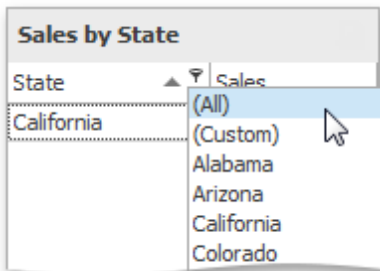 Sales by State
State Sales
California
(All)
(Custom)
Alabama
Arizona
California
Colorado